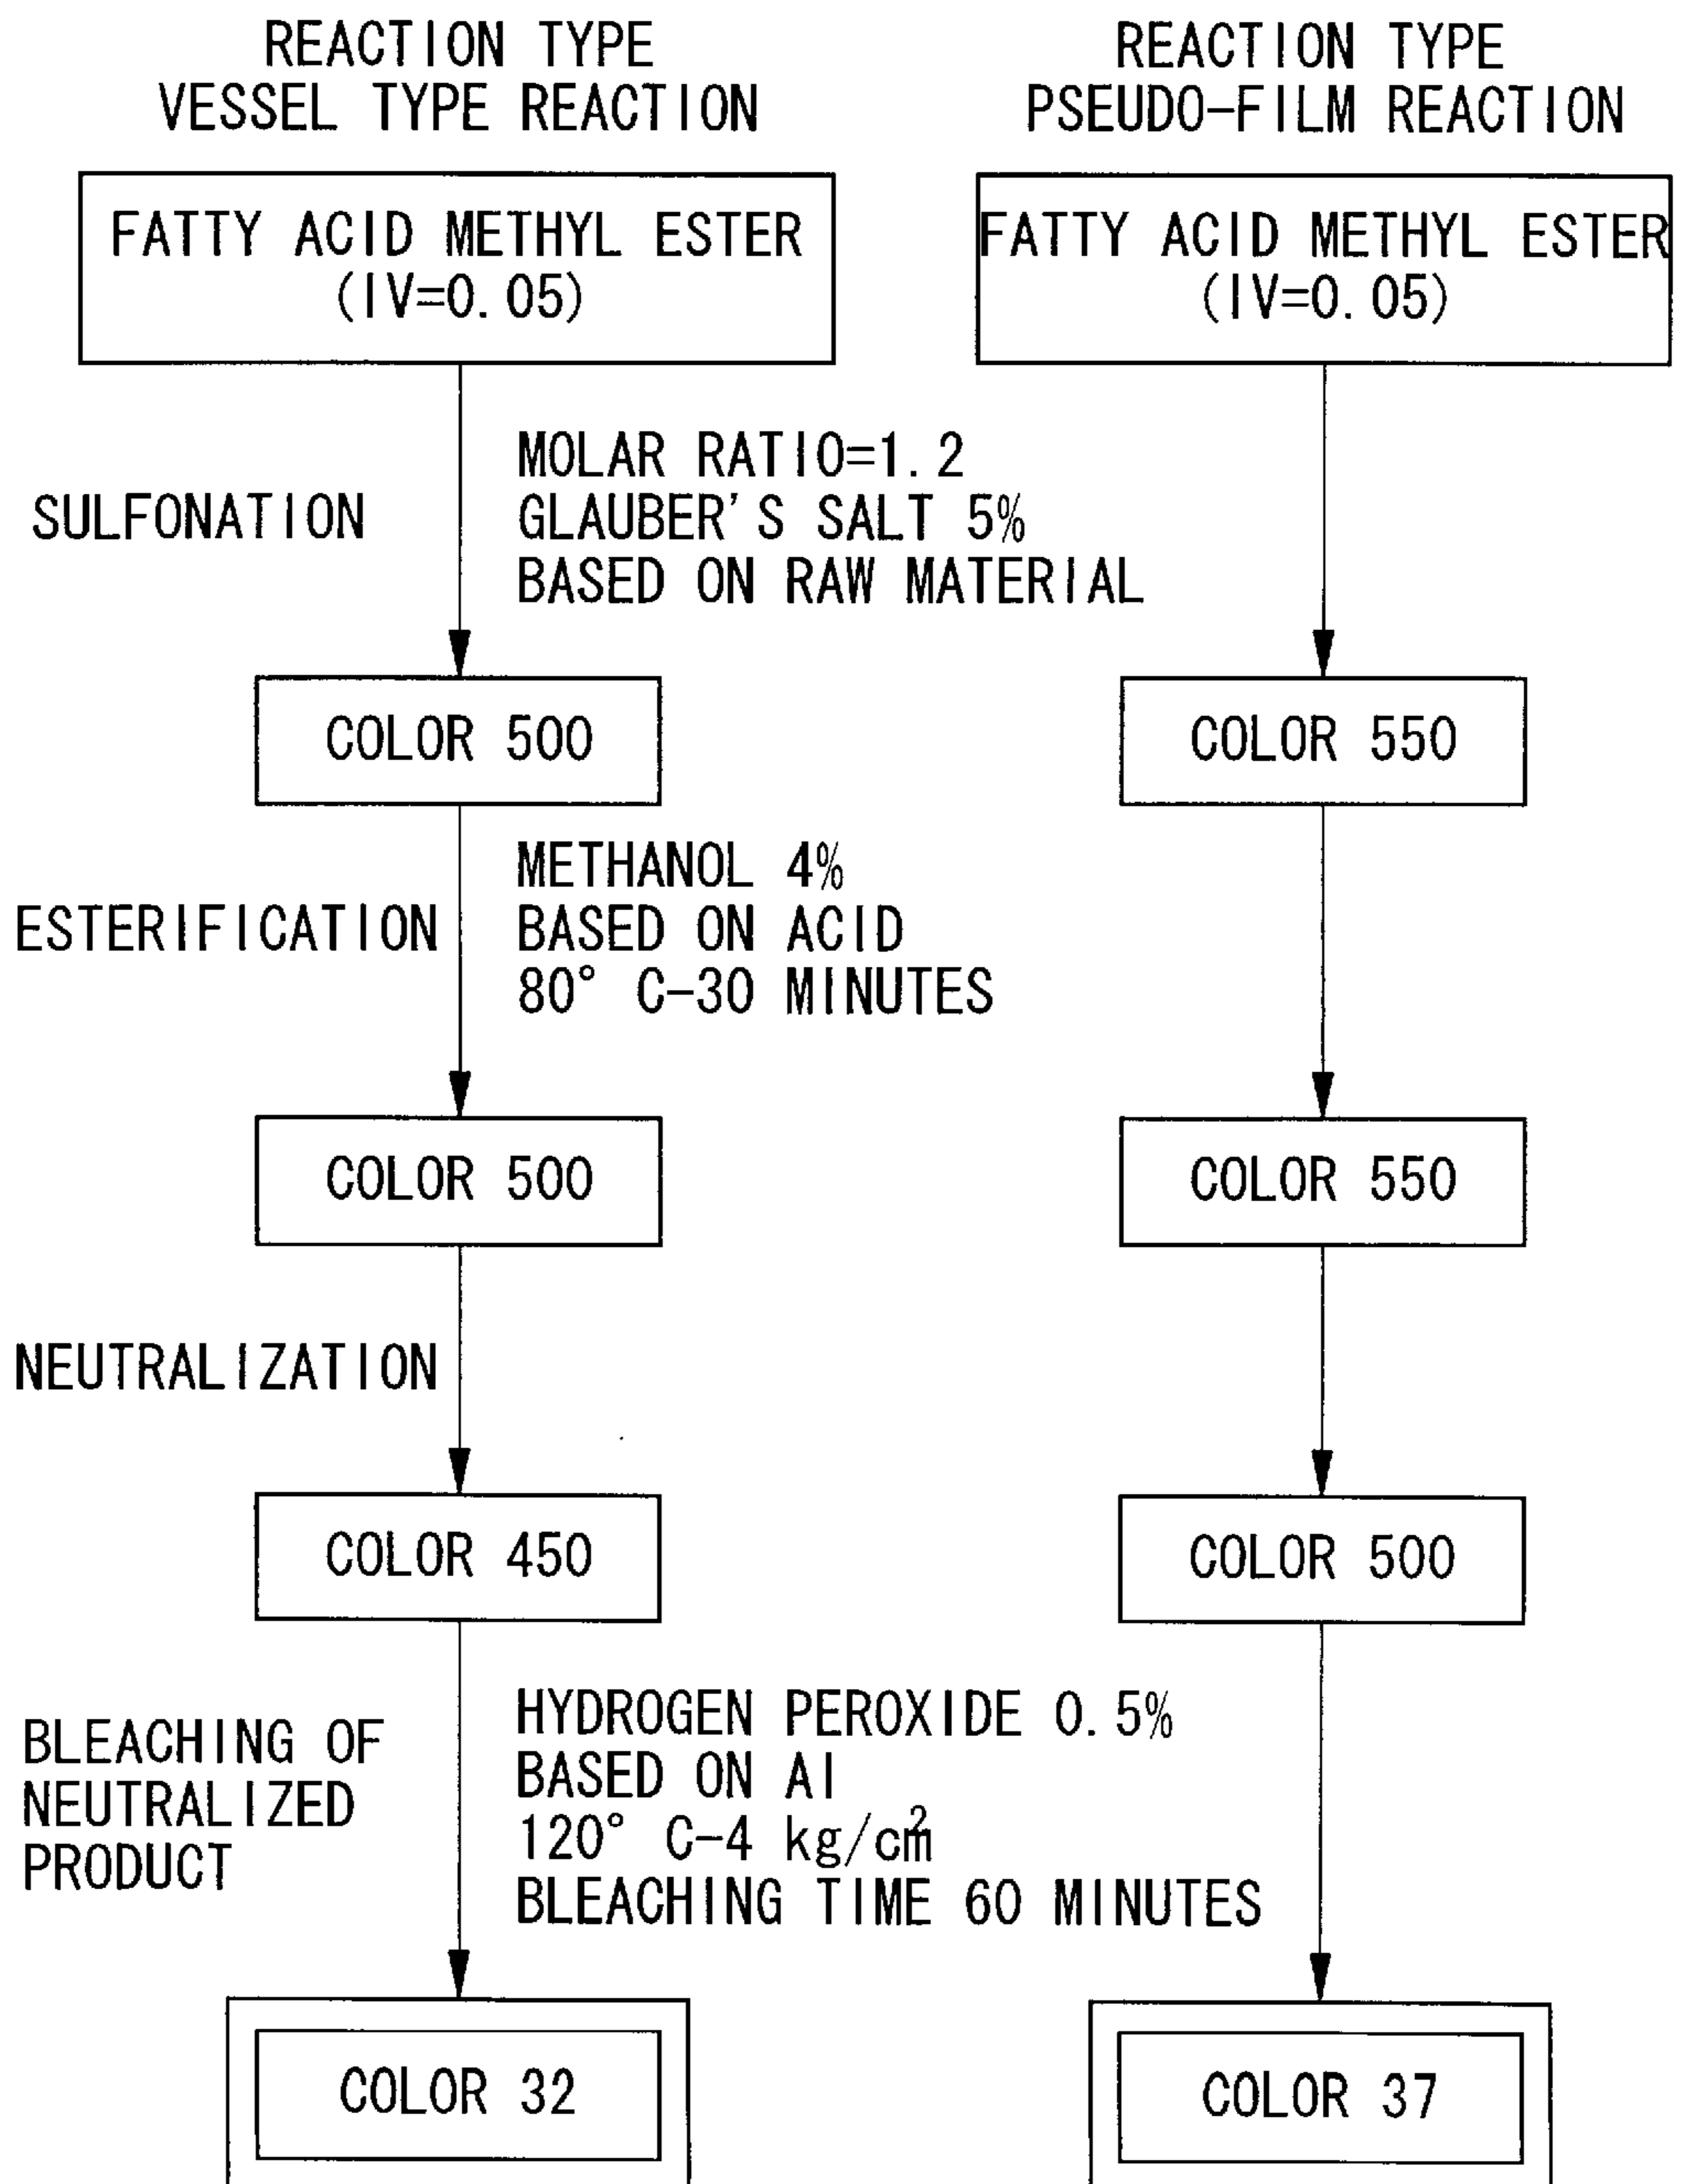 REACTION TYPE
VESSEL TYPE REACTION
REACTION TYPE
PSEUDO-FILM REACTION
FATTY ACID METHYL ESTER
(IV=0.05)
FATTY ACID METHYL ESTER
(IV=0.05)
SULFONATION
MOLAR RATIO=1.2
GLAUBER'S SALT 5%
BASED ON RAW MATERIAL
COLOR 500
COLOR 550
ESTERIFICATION
METHANOL 4%
BASED ON ACID
80° C-30 MINUTES
COLOR 500
COLOR 550
NEUTRALIZATION
COLOR 450
COLOR 500
BLEACHING OF
NEUTRALIZED
PRODUCT
HYDROGEN PEROXIDE 0.5%
BASED ON AI
120° C-4 kg/cm²
BLEACHING TIME 60 MINUTES
COLOR 32
COLOR 37